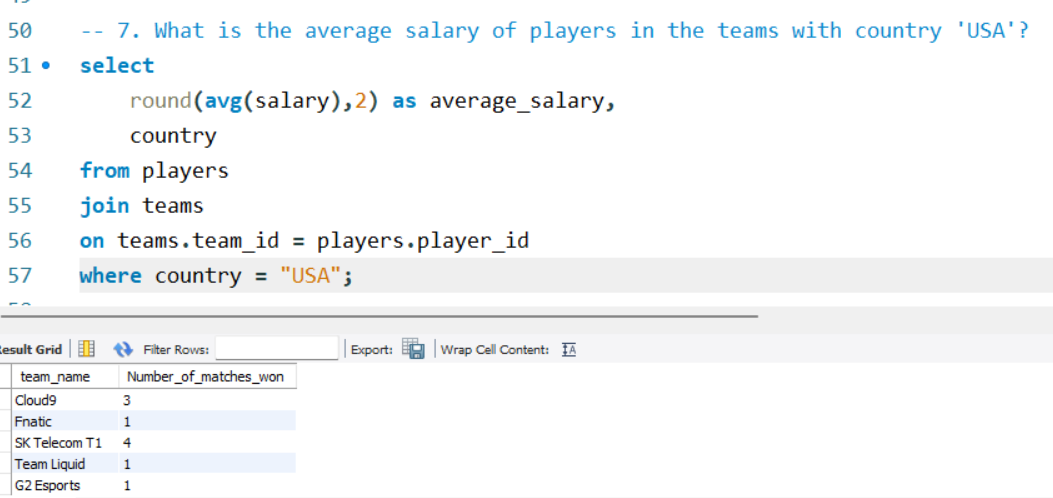 50 -- 7. What is the average salary of players in the teams with country 'USA'?
51 select
52 round(avg(salary),2) as average_salary,
53 country
54 from players
55 join teams
56 on teams.team_id = players.player_id
57 where country = "USA";
Result Grid Filter Rows: Export: Wrap Cell Content: IA
team_name Number_of_matches_won
Cloud9 3
Fnatic 1
SK Telecom T1 4
Team Liquid 1
G2 Esports 1